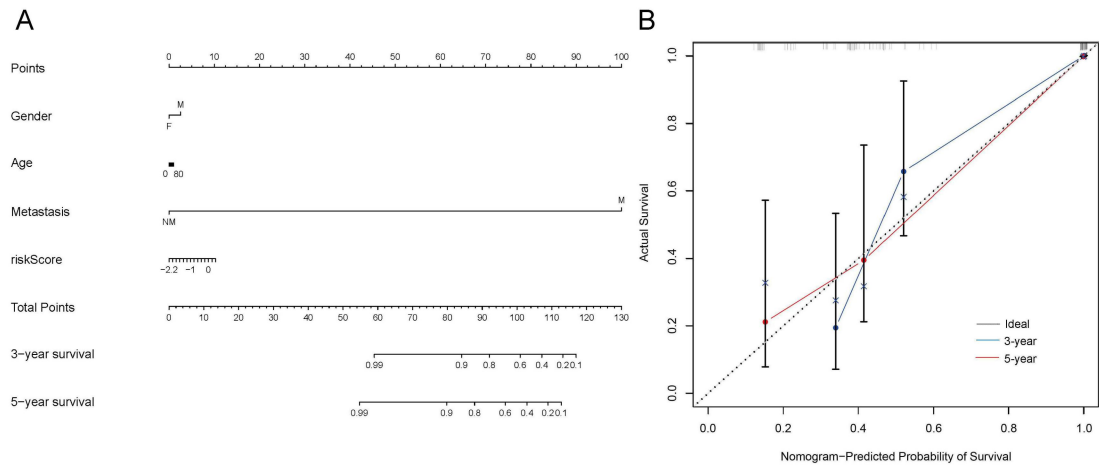 A
Points
0 10 20 30 40 50 60 70 80 90 100
Gender
M
F
Age
0 80
Metastasis
M
NM
riskScore
−2.2 −1 0
Total Points
0 10 20 30 40 50 60 70 80 90 100 110 120 130
3−year survival
0.99 0.9 0.8 0.6 0.4 0.20.1
5−year survival
0.99 0.9 0.8 0.6 0.4 0.20.1
B
Actual Survival
1.0
0.8
0.6
0.4
0.2
0.0
Ideal
3-year
5-year
0.0 0.2 0.4 0.6 0.8 1.0
Nomogram−Predicted Probability of Survival